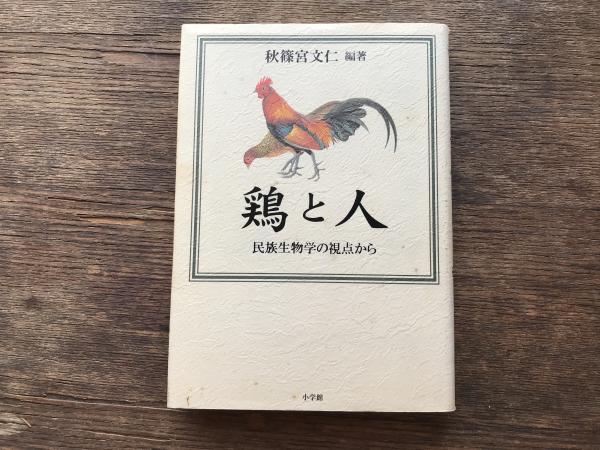 秋篠宮文仁 編著
鶏と人
民族生物学の視点から
小学館